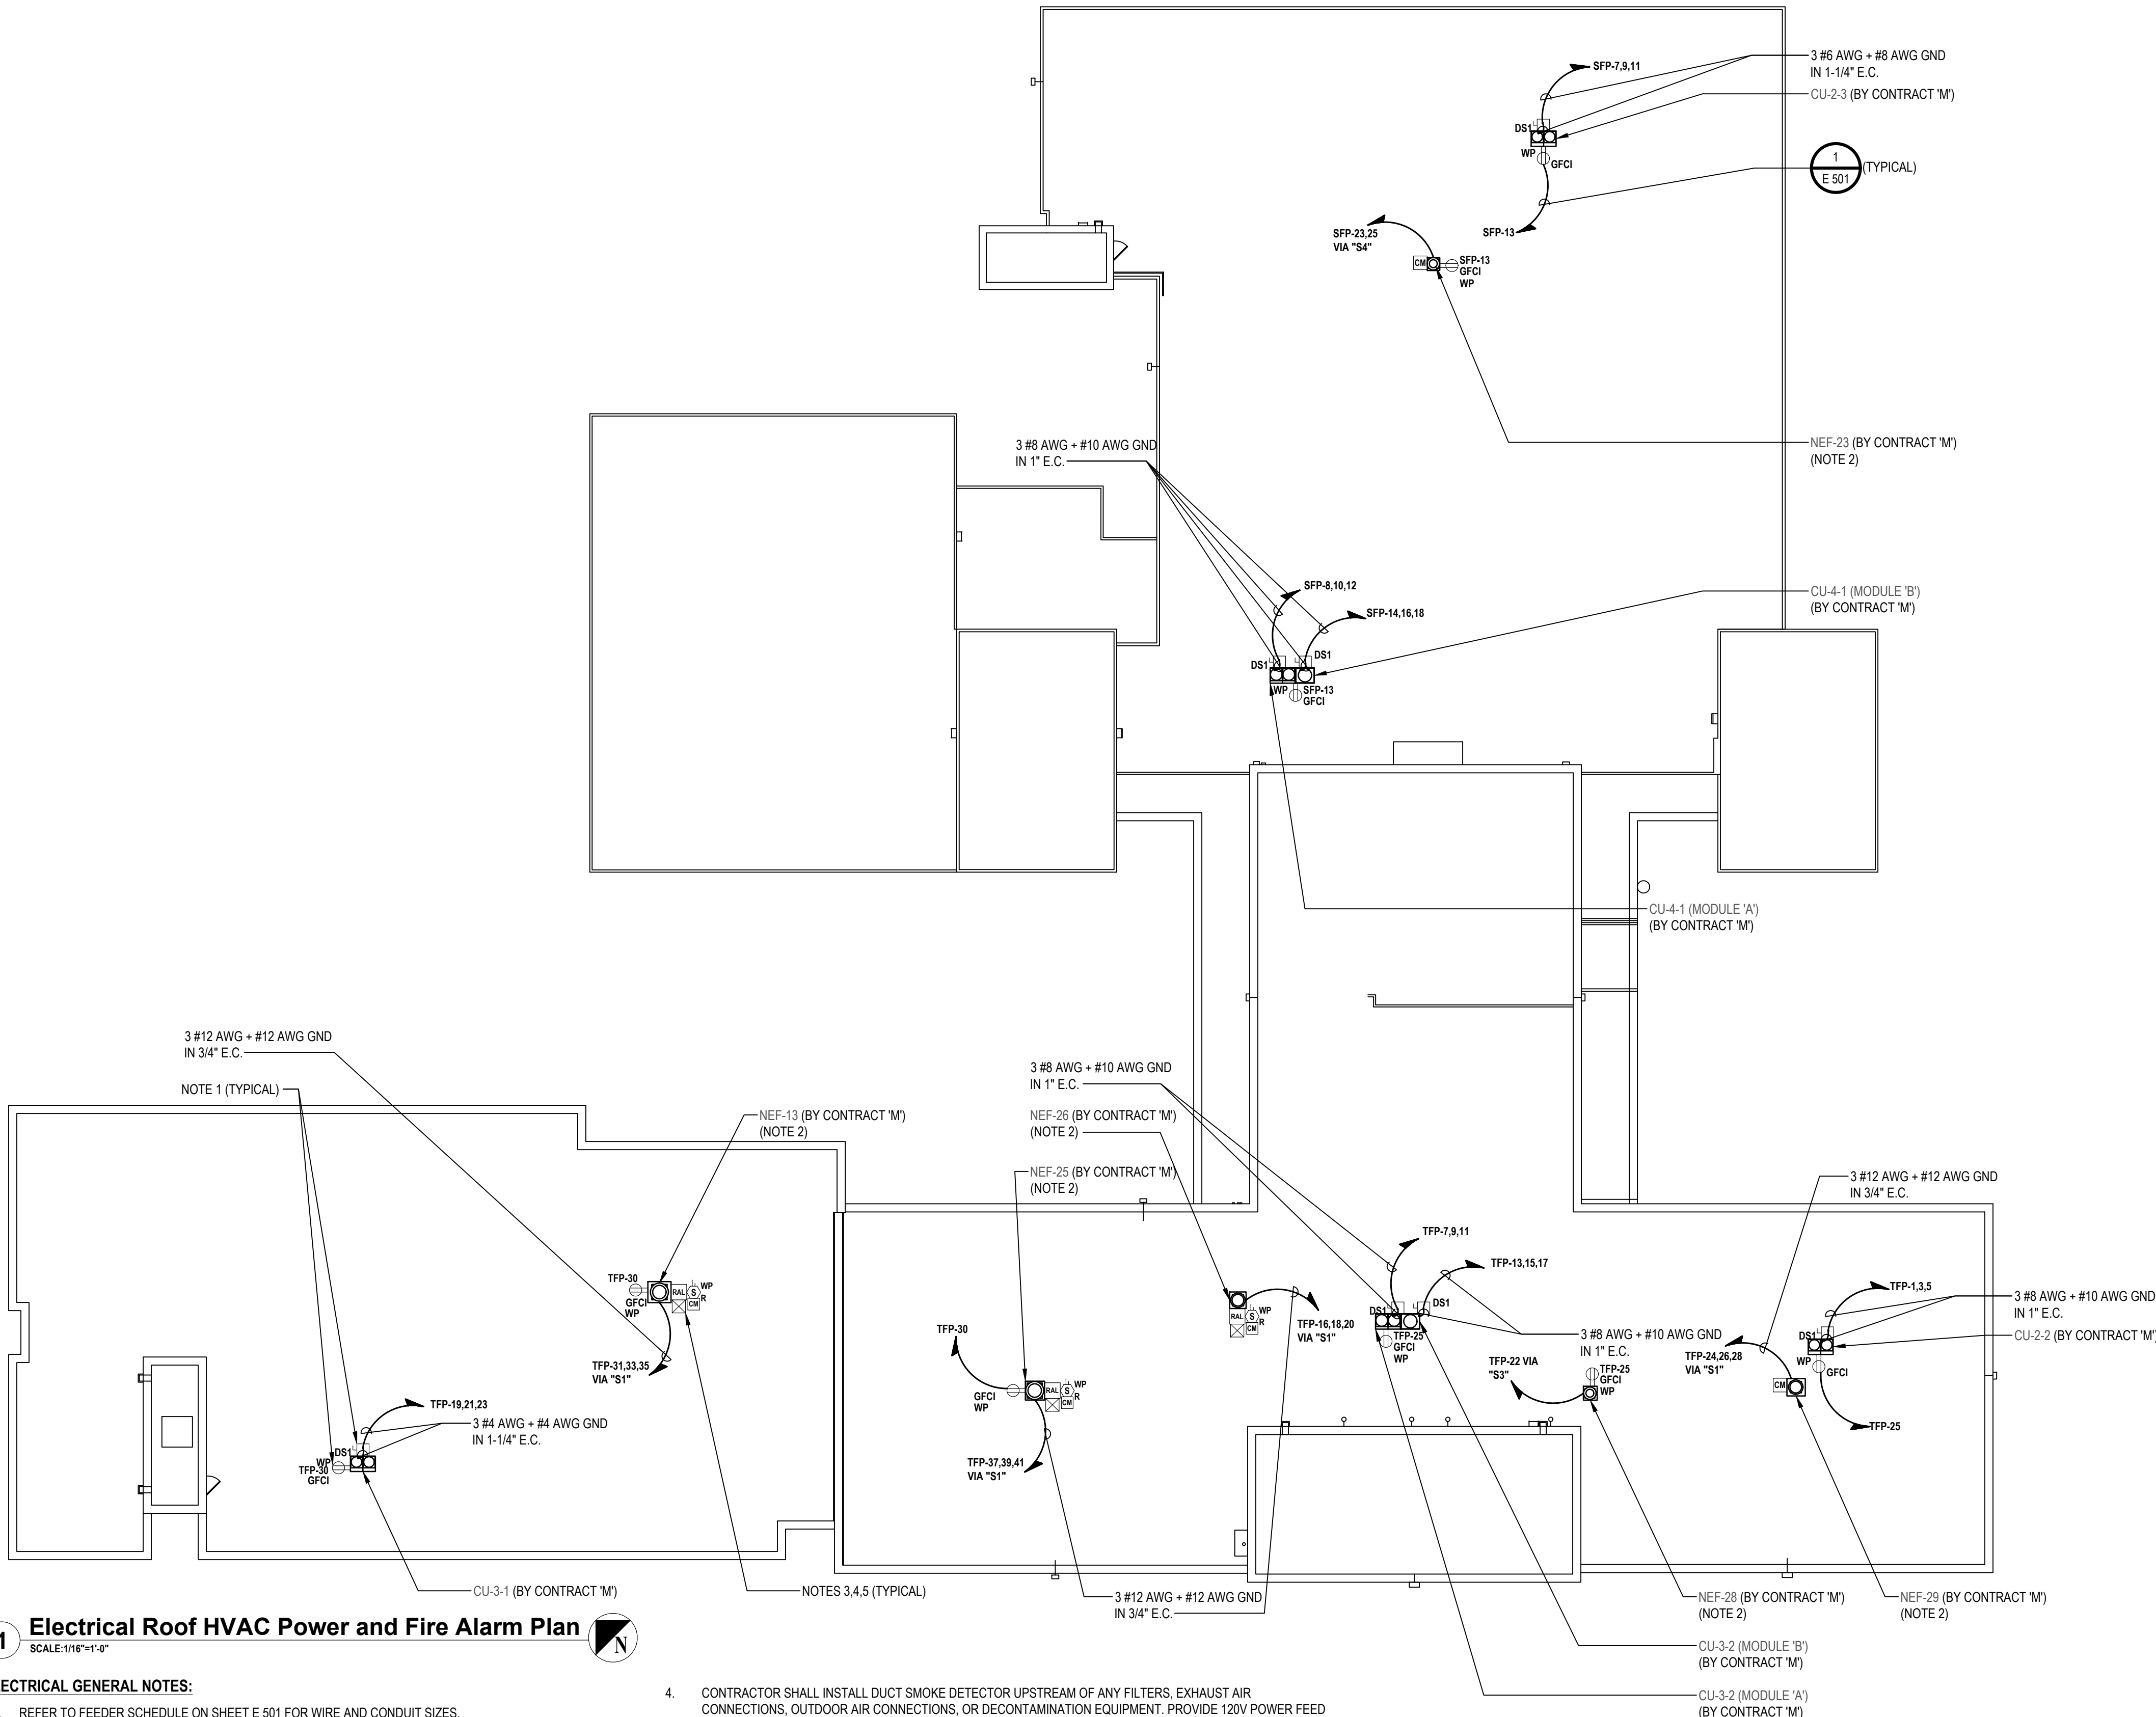 3 #6 AWG + #8 AWG GND
IN 1-1/4" E.C.
SFP-7,9,11
CU-2-3 (BY CONTRACT 'M')
DS1
WP
GFCI
1
E 501
(TYPICAL)
SFP-13
SFP-23,25
VIA "S4"
CM
SFP-13
GFCI
WP
NEF-23 (BY CONTRACT 'M')
(NOTE 2)
3 #8 AWG + #10 AWG GND
IN 1" E.C.
SFP-8,10,12
SFP-14,16,18
CU-4-1 (MODULE 'B')
(BY CONTRACT 'M')
DS1
DS1
WP
SFP-13
GFCI
CU-4-1 (MODULE 'A')
(BY CONTRACT 'M')
3 #12 AWG + #12 AWG GND
IN 3/4" E.C.
NOTE 1 (TYPICAL)
NEF-13 (BY CONTRACT 'M')
(NOTE 2)
3 #8 AWG + #10 AWG GND
IN 1" E.C.
NEF-26 (BY CONTRACT 'M')
(NOTE 2)
NEF-25 (BY CONTRACT 'M')
(NOTE 2)
3 #12 AWG + #12 AWG GND
IN 3/4" E.C.
TFP-30
GFCI
WP
RAL
S
WP
R
CM
TFP-31,33,35
VIA "S1"
TFP-19,21,23
3 #4 AWG + #4 AWG GND
IN 1-1/4" E.C.
DS1
WP
TFP-30
GFCI
TFP-30
GFCI
WP
RAL
S
WP
R
CM
TFP-37,39,41
VIA "S1"
RAL
S
WP
R
CM
TFP-16,18,20
VIA "S1"
TFP-7,9,11
TFP-13,15,17
DS1
DS1
TFP-25
GFCI
WP
3 #8 AWG + #10 AWG GND
IN 1" E.C.
TFP-22 VIA
"S3"
TFP-25
GFCI
WP
TFP-24,26,28
VIA "S1"
CM
TFP-1,3,5
DS1
WP
GFCI
TFP-25
3 #8 AWG + #10 AWG GND
IN 1" E.C.
CU-2-2 (BY CONTRACT 'M')
CU-3-1 (BY CONTRACT 'M')
NOTES 3,4,5 (TYPICAL)
3 #12 AWG + #12 AWG GND
IN 3/4" E.C.
NEF-28 (BY CONTRACT 'M')
(NOTE 2)
NEF-29 (BY CONTRACT 'M')
(NOTE 2)
CU-3-2 (MODULE 'B')
(BY CONTRACT 'M')
CU-3-2 (MODULE 'A')
(BY CONTRACT 'M')
1
Electrical Roof HVAC Power and Fire Alarm Plan
SCALE:1/16"=1'-0"
N
ECTRICAL GENERAL NOTES:
REFER TO FEEDER SCHEDULE ON SHEET E 501 FOR WIRE AND CONDUIT SIZES.
4. CONTRACTOR SHALL INSTALL DUCT SMOKE DETECTOR UPSTREAM OF ANY FILTERS, EXHAUST AIR
CONNECTIONS, OUTDOOR AIR CONNECTIONS, OR DECONTAMINATION EQUIPMENT. PROVIDE 120V POWER FEED